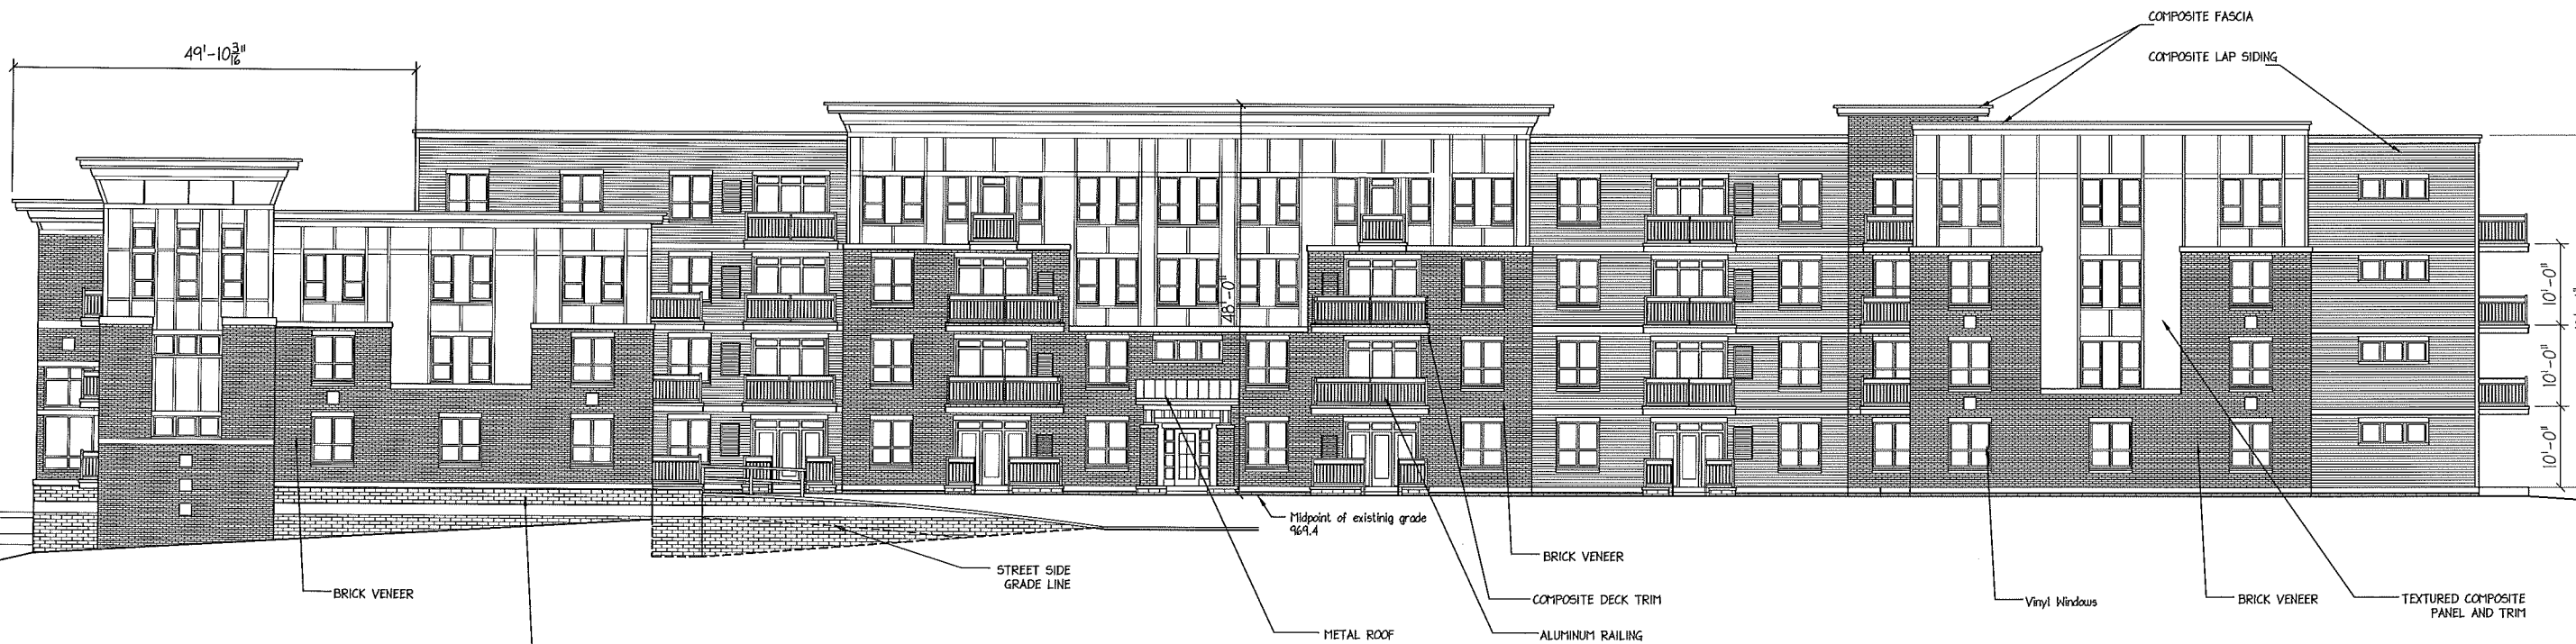 COMPOSITE FASCIA
49'-10 3/16"
COMPOSITE LAP SIDING
48'-0"
10'-0"
10'-0"
10'-0"
Midpoint of existinig grade
969.4
BRICK VENEER
STREET SIDE
GRADE LINE
BRICK VENEER
COMPOSITE DECK TRIM
Vinyl Windows
BRICK VENEER
TEXTURED COMPOSITE
PANEL AND TRIM
METAL ROOF
ALUMINUM RAILING